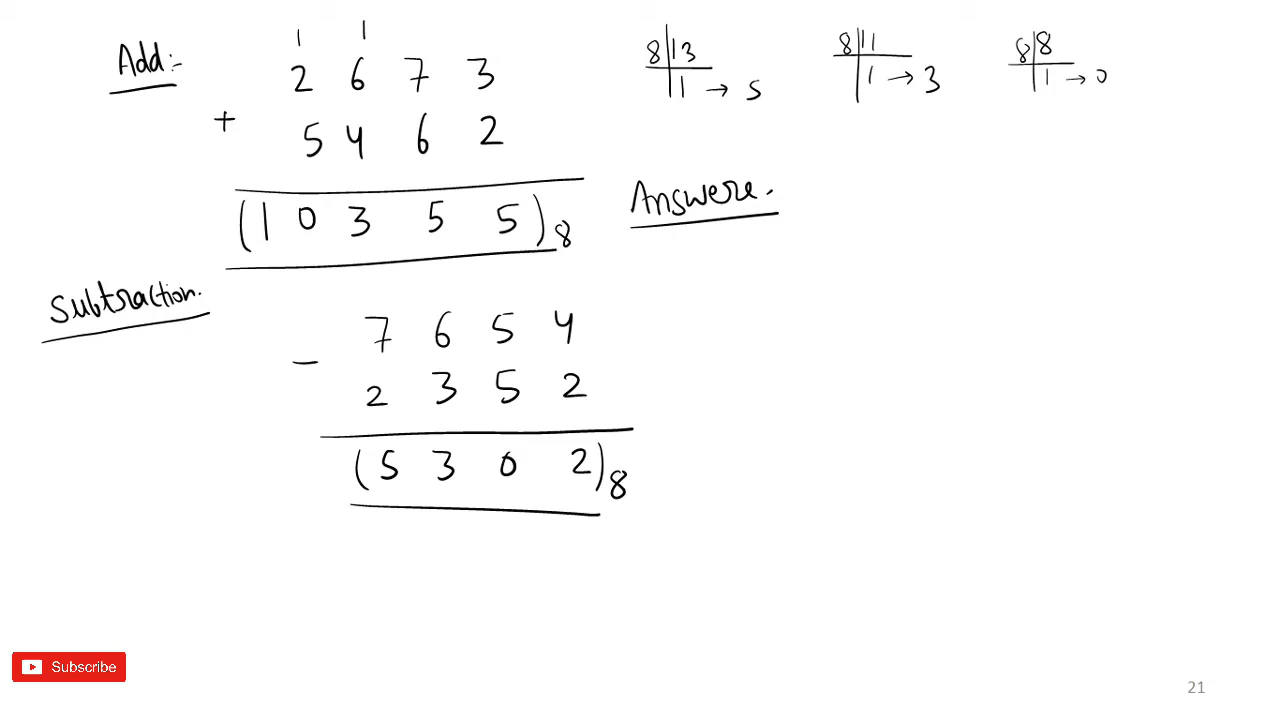 1 1
Add:-
2 6 7 3
+ 5 4 6 2
(1 0 3 5 5)8
8 13
1 → 5
8 11
1 → 3
8 8
1 → 0
Answere.
Subtraction.
7 6 5 4
- 2 3 5 2
(5 3 0 2)8
Subscribe
21